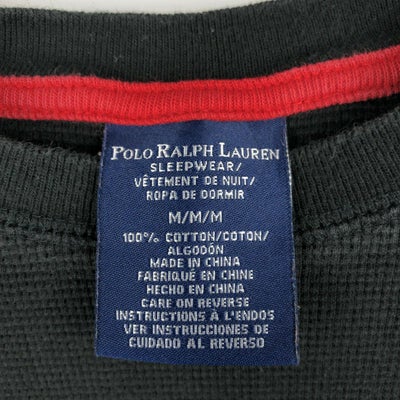 POLO RALPH LAUREN
SLEEPWEAR/
VÊTEMENT DE NUIT/
ROPA DE DORMIR
M/M/M
100% COTTON/COTON/
ALGODÓN
MADE IN CHINA
FABRIQUÉ EN CHINE
HECHO EN CHINA
CARE ON REVERSE
INSTRUCTIONS À L'ENDOS
VER INSTRUCCIONES DE
CUIDADO AL REVERSO